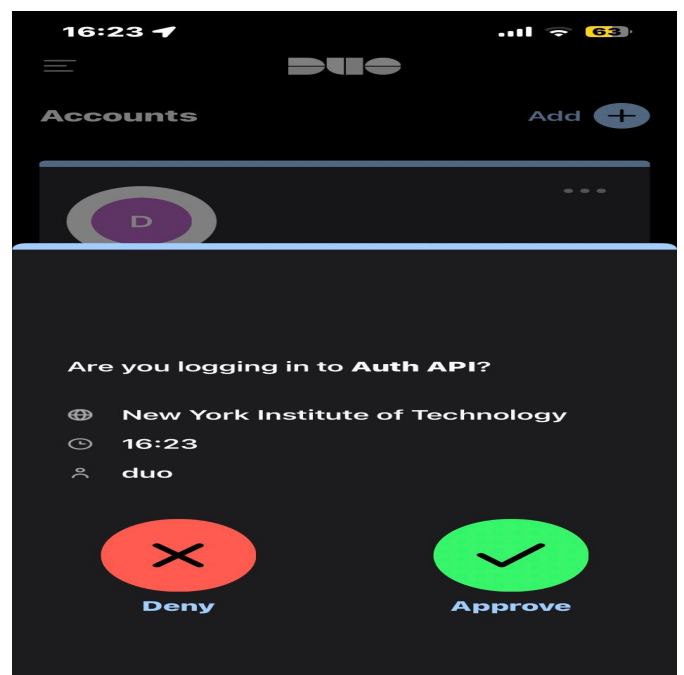 16:23
63
DUO
Accounts
Add
D
Are you logging in to Auth API?
New York Institute of Technology
16:23
duo
Deny
Approve